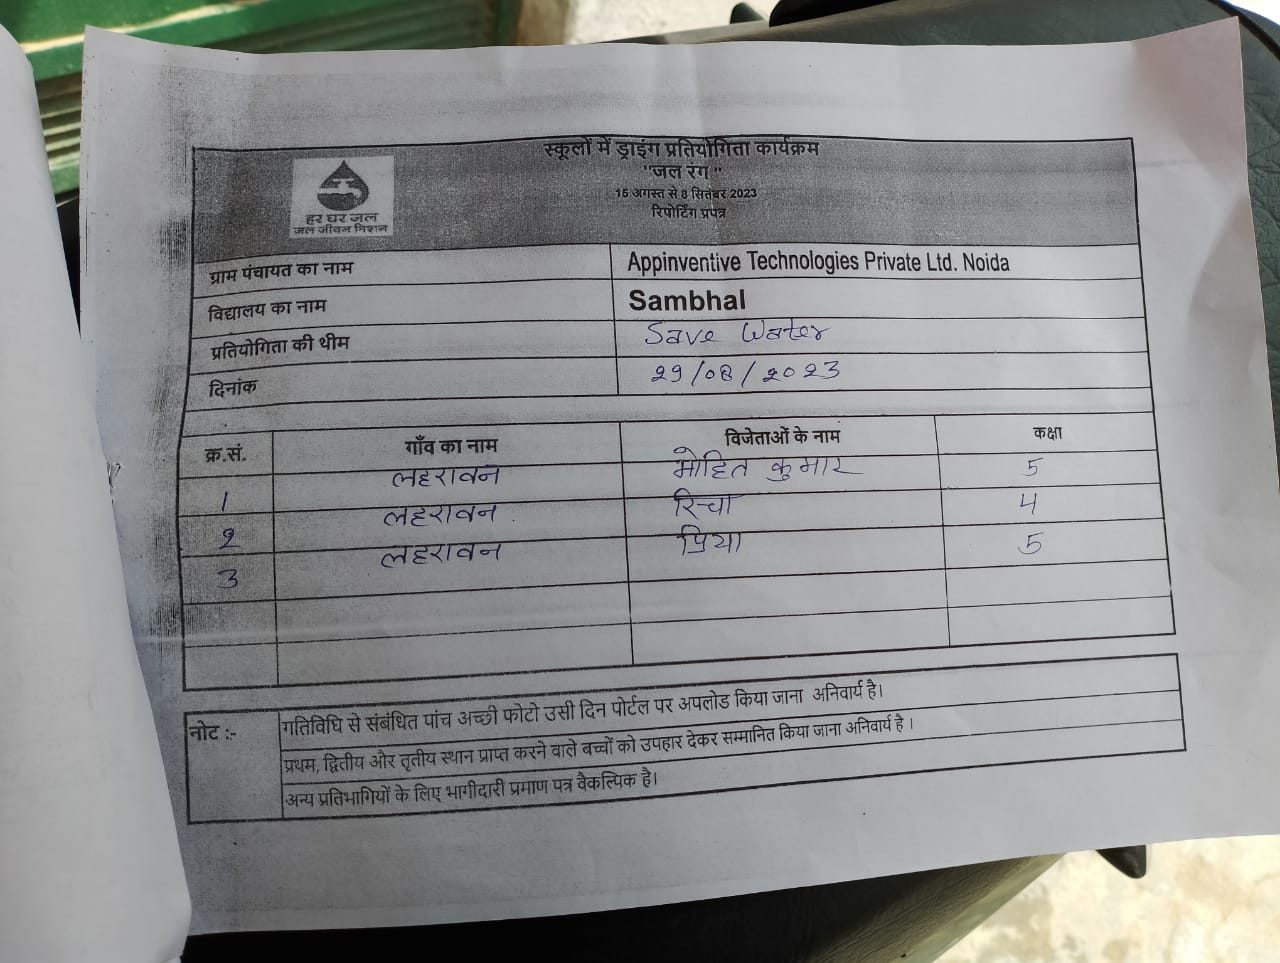 स्कूलों में ड्राइंग प्रतियोगिता कार्यक्रम
"जल रंग"
15 अगस्त से 8 सितंबर 2023
रिपोर्टिंग प्रपत्र
हर घर जल
जल जीवन मिशन
ग्राम पंचायत का नाम Appinventive Technologies Private Ltd. Noida
विद्यालय का नाम Sambhal
प्रतियोगिता की थीम Save Water
दिनांक 29/08/2023
क्र.सं. गाँव का नाम विजेताओं के नाम कक्षा
1 लहरावन मोहित कुमार 5
2 लहरावन रिचा 4
3 लहरावन प्रिया 5
नोट :- गतिविधि से संबंधित पांच अच्छी फोटो उसी दिन पोर्टल पर अपलोड किया जाना अनिवार्य है।
प्रथम, द्वितीय और तृतीय स्थान प्राप्त करने वाले बच्चों को उपहार देकर सम्मानित किया जाना अनिवार्य है।
अन्य प्रतिभागियों के लिए भागीदारी प्रमाण पत्र वैकल्पिक है।